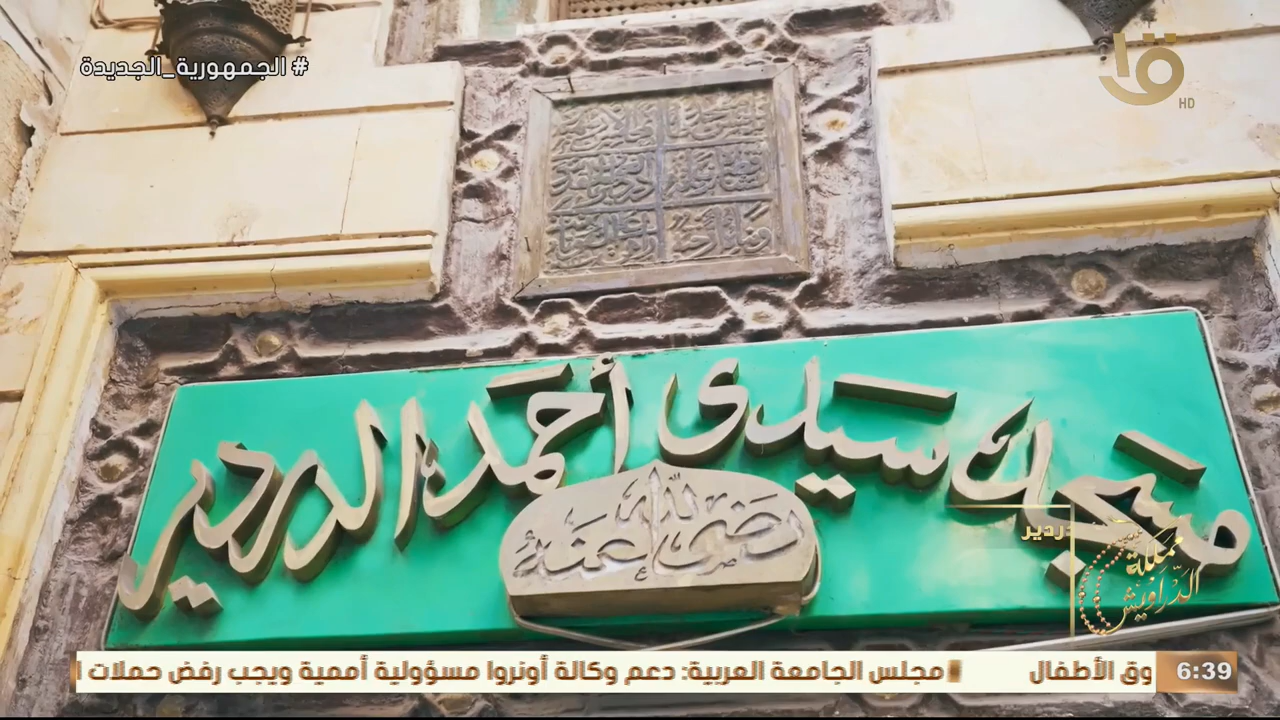 #الجمهورية_الجديدة
HD
مسجد سيدى أحمد الدردير
رضى الله عنه
دردير
مملكة
الدراويش
6:39
وق الأطفال
مجلس الجامعة العربية: دعم وكالة أونروا مسؤولية أممية ويجب رفض حملات ا